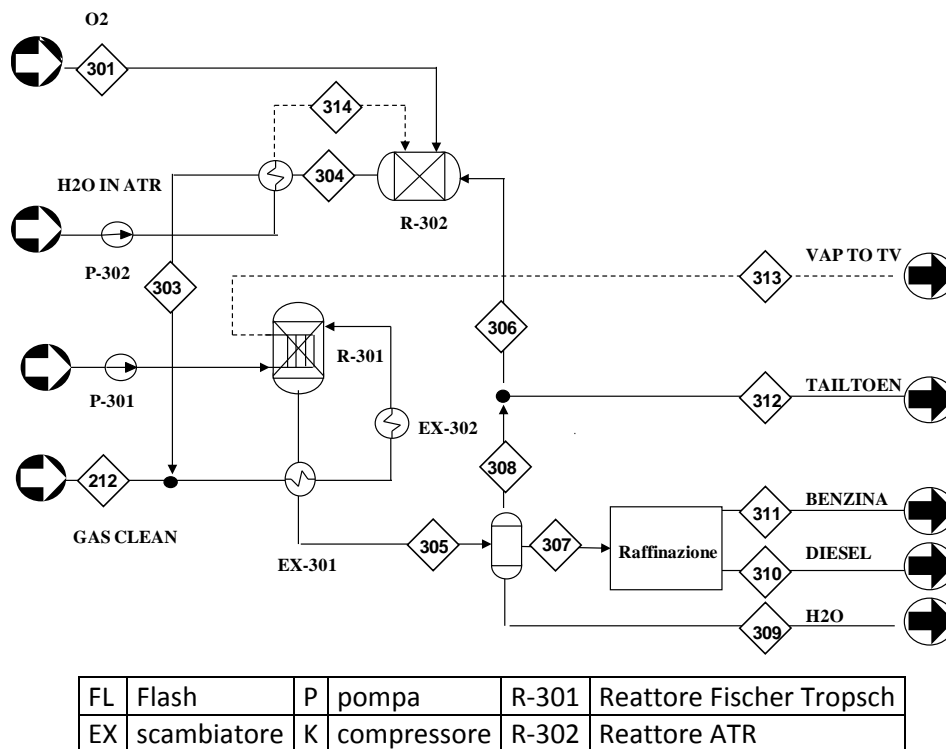 O2
301
314
304
H2O IN ATR
R-302
P-302
303
313
VAP TO TV
306
R-301
P-301
312
TAILTOEN
EX-302
308
212
GAS CLEAN
311
BENZINA
305
307
Raffinazione
EX-301
310
DIESEL
309
H2O
FL Flash P pompa R-301 Reattore Fischer Tropsch
EX scambiatore K compressore R-302 Reattore ATR